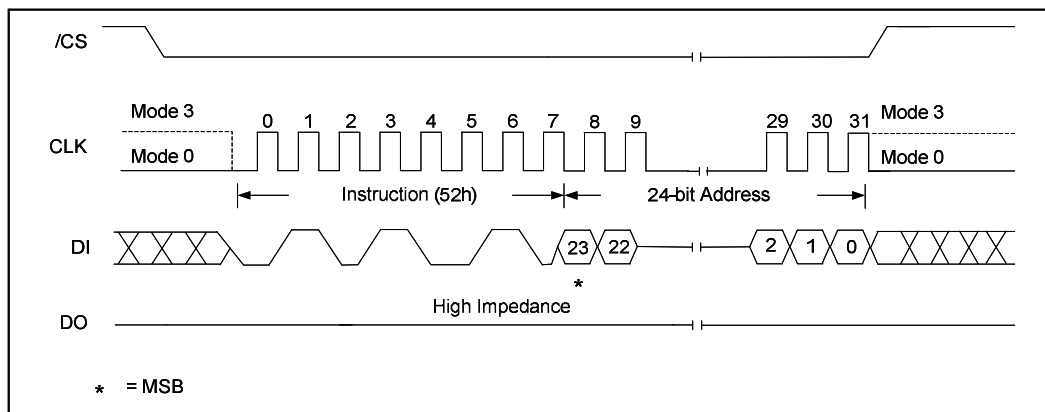 /CS
Mode 3
0 1 2 3 4 5 6 7 8 9 29 30 31
Mode 3
CLK
Mode 0
Mode 0
Instruction (52h)
24-bit Address
DI
23 22 2 1 0
*
High Impedance
DO
* = MSB